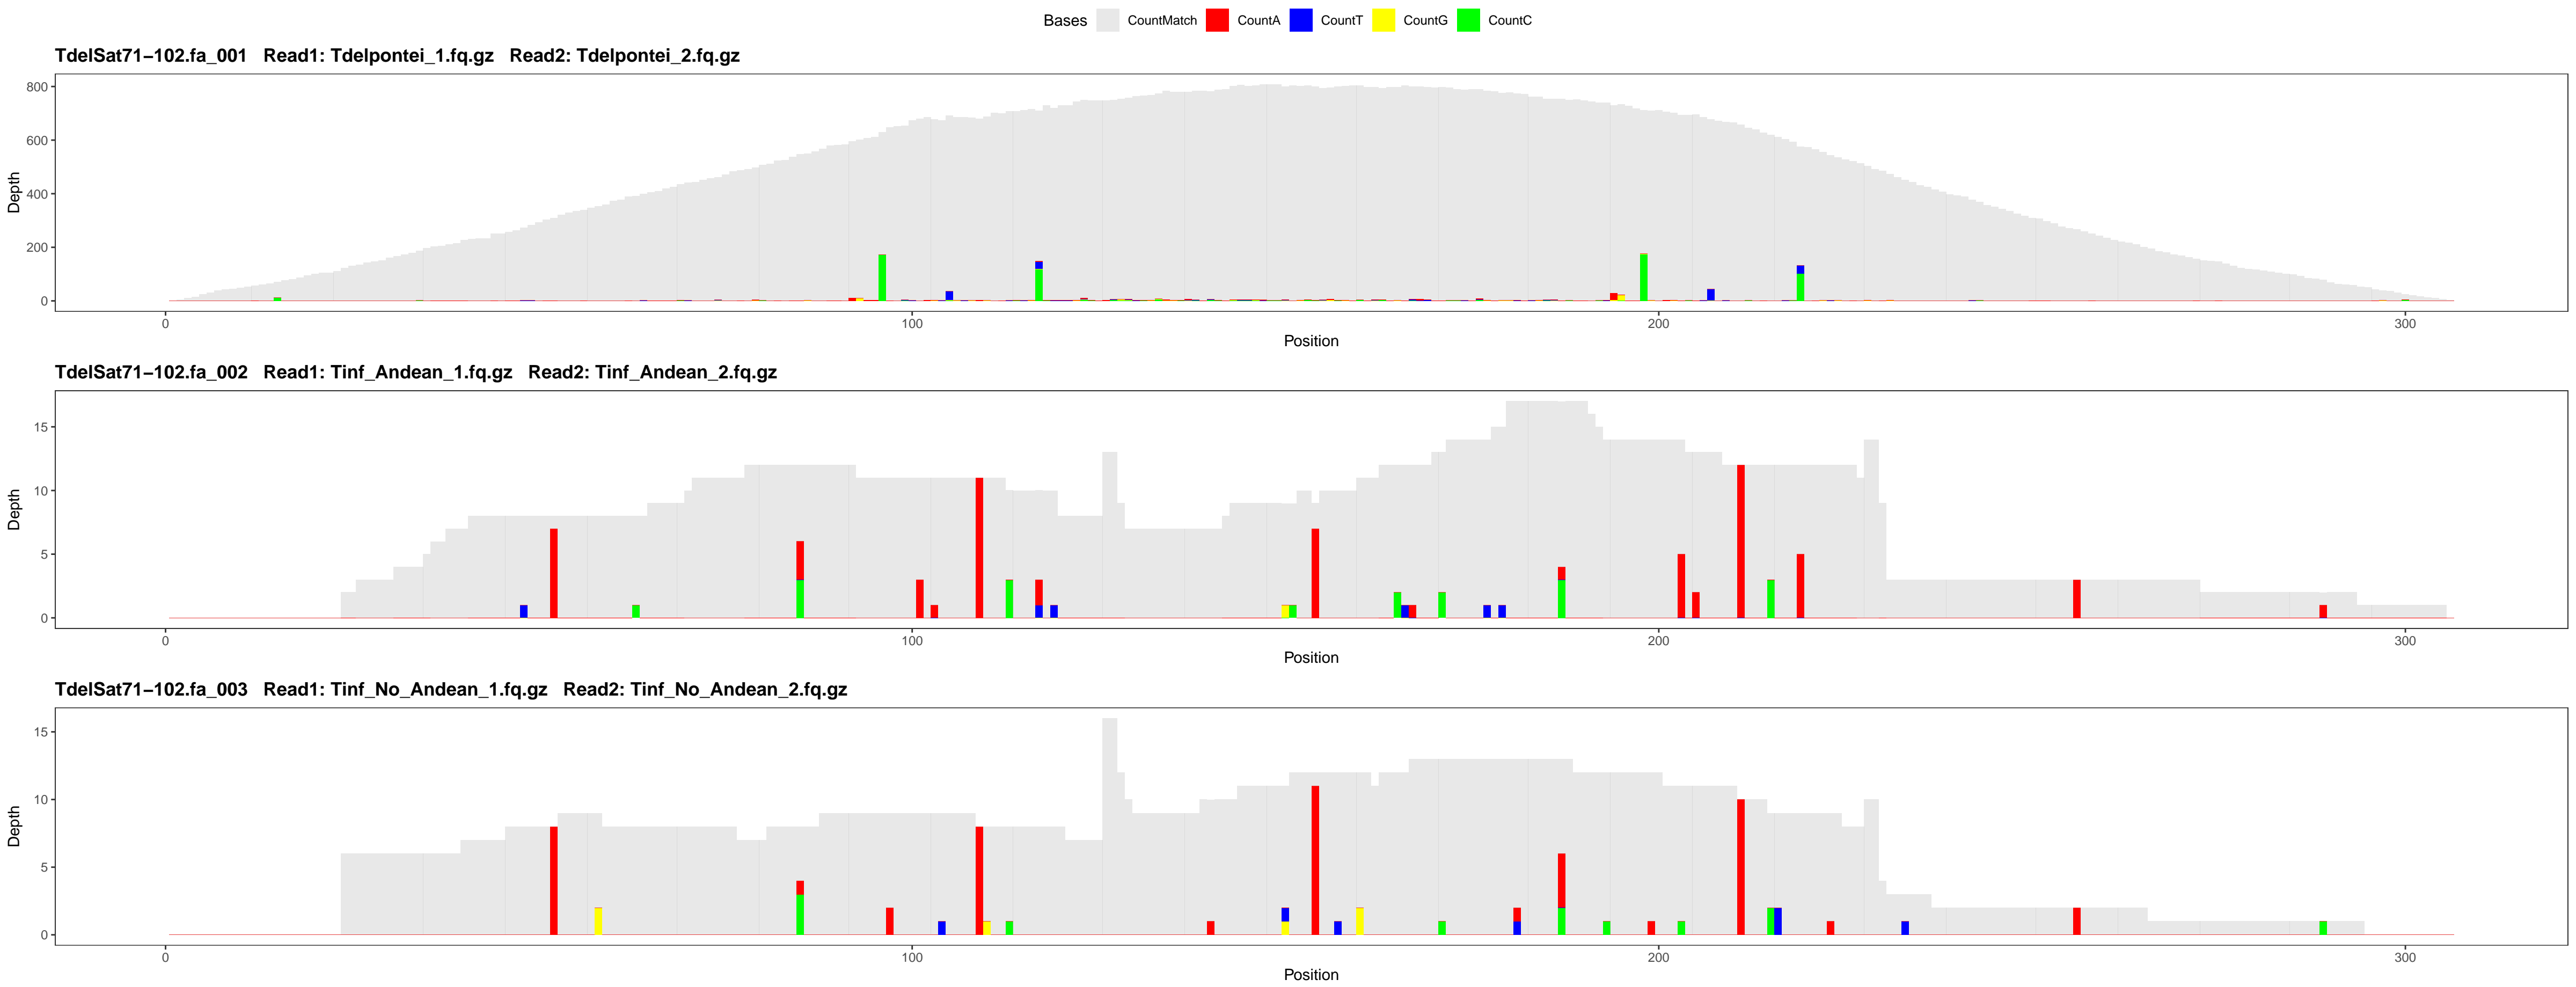 Bases CountMatch CountA CountT CountG CountC
TdelSat71−102.fa_001 Read1: Tdelpontei_1.fq.gz Read2: Tdelpontei_2.fq.gz
800
600
400
200
0
Depth
0 100 200 300
Position
TdelSat71−102.fa_002 Read1: Tinf_Andean_1.fq.gz Read2: Tinf_Andean_2.fq.gz
15
10
5
0
Depth
0 100 200 300
Position
TdelSat71−102.fa_003 Read1: Tinf_No_Andean_1.fq.gz Read2: Tinf_No_Andean_2.fq.gz
15
10
5
0
Depth
0 100 200 300
Position